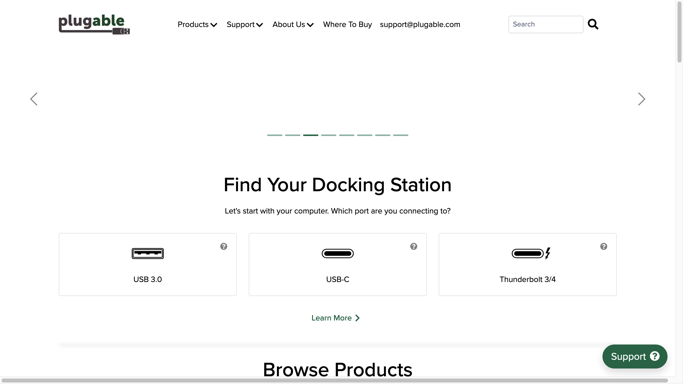 plugable
Products Support About Us Where To Buy support@plugable.com Search
Find Your Docking Station
Let's start with your computer. Which port are you connecting to?
USB 3.0 USB-C Thunderbolt 3/4
Learn More
Support
Browse Products